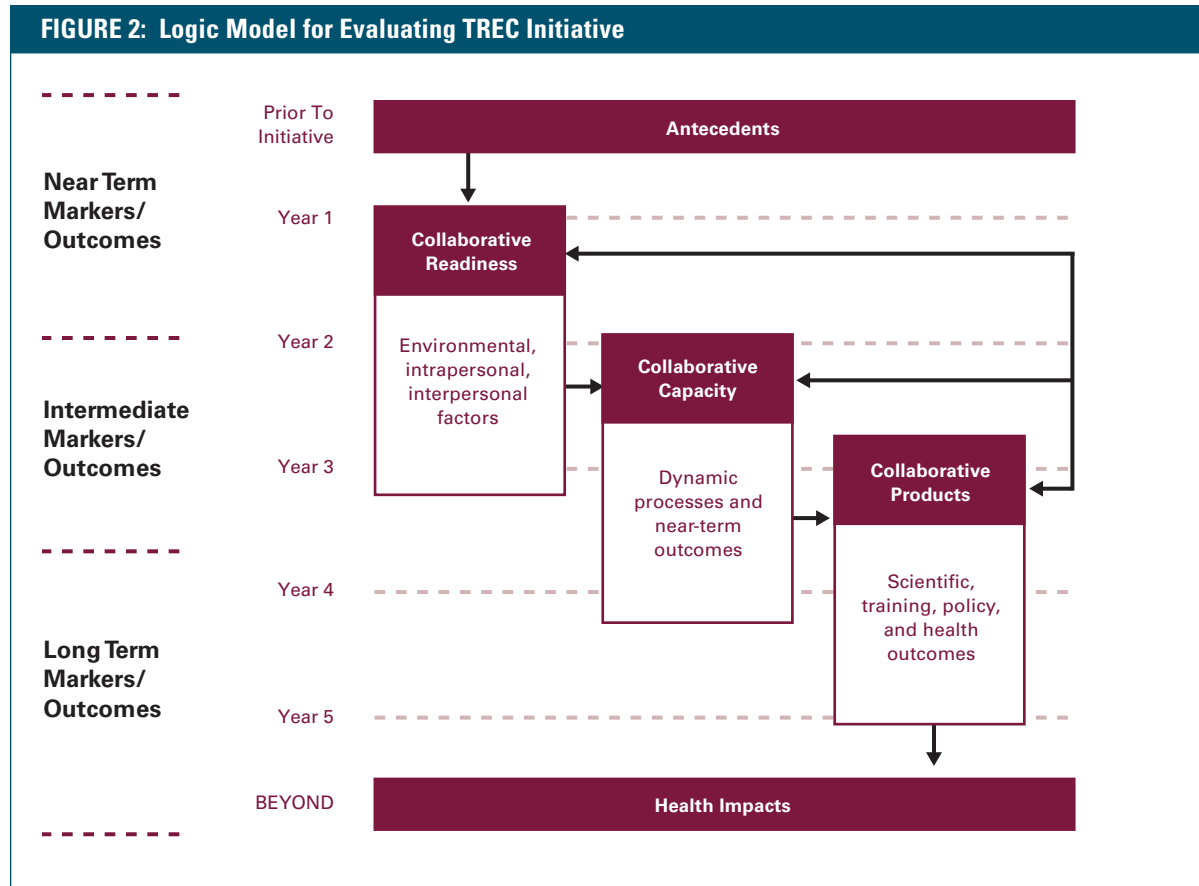 FIGURE 2: Logic Model for Evaluating TREC Initiative
Near Term
Markers/
Outcomes
Intermediate
Markers/
Outcomes
Long Term
Markers/
Outcomes
Prior To
Initiative
Year 1
Year 2
Year 3
Year 4
Year 5
BEYOND
Antecedents
Collaborative
Readiness
Environmental,
intrapersonal,
interpersonal
factors
Collaborative
Capacity
Dynamic
processes and
near-term
outcomes
Collaborative
Products
Scientific,
training, policy,
and health
outcomes
Health Impacts